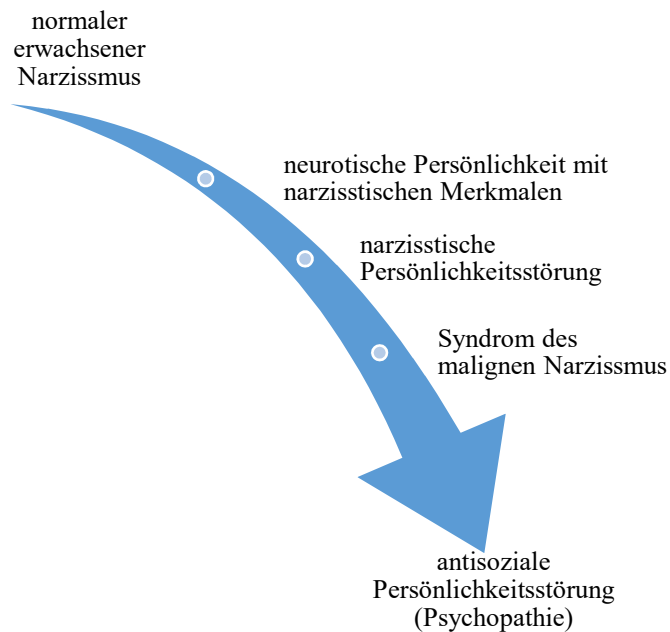 normaler
erwachsener
Narzissmus
neurotische Persönlichkeit mit
narzisstischen Merkmalen
narzisstische
Persönlichkeitsstörung
Syndrom des
malignen Narzissmus
antisoziale
Persönlichkeitsstörung
(Psychopathie)